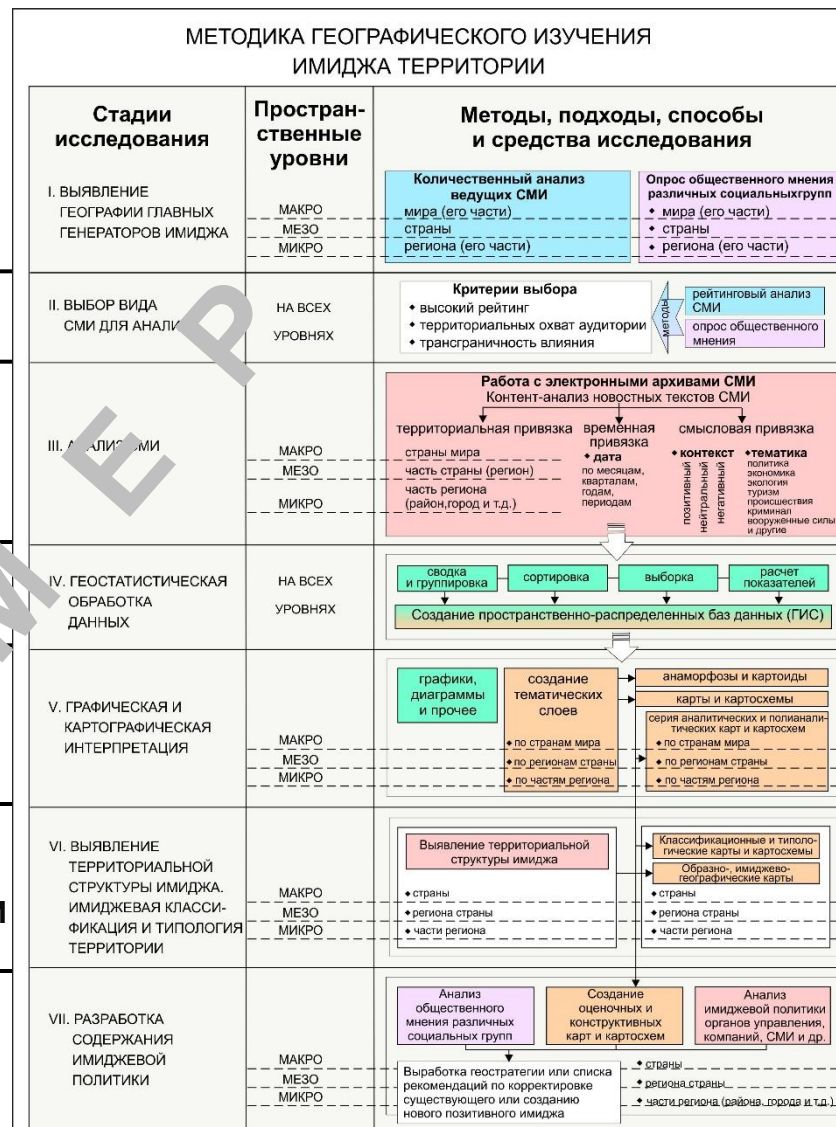 МЕТОДИКА ГЕОГРАФИЧЕСКОГО ИЗУЧЕНИЯ
ИМИДЖА ТЕРРИТОРИИ
Стадии
исследования
Простран-
ственные
уровни
Методы, подходы, способы
и средства исследования
I. ВЫЯВЛЕНИЕ
ГЕОГРАФИИ ГЛАВНЫХ
ГЕНЕРАТОРОВ ИМИДЖА
МАКРО
МЕЗО
МИКРО
Количественный анализ
ведущих СМИ
мира (его части)
страны
региона (его части)
Опрос общественного мнения
различных социальныхгрупп
◆ мира (его части)
◆ страны
◆ региона (его части)
II. ВЫБОР ВИДА
СМИ ДЛЯ АНАЛИ
НА ВСЕХ
УРОВНЯХ
Критерии выбора
◆ высокий рейтинг
◆ территориальных охват аудитории
◆ трансграничность влияния
методы
рейтинговый анализ
СМИ
опрос общественного
мнения
III. АНАЛИЗ СМИ
МАКРО
МЕЗО
МИКРО
Работа с электронными архивами СМИ
Контент-анализ новостных текстов СМИ
территориальная привязка
страны мира
часть страны (регион)
часть региона
(район,город и т.д.)
временная
привязка
◆ дата
по месяцам,
кварталам,
годам,
периодам
смысловая привязка
◆ контекст
позитивный
нейтральный
негативный
◆тематика
политика
экономика
экология
туризм
происшествия
криминал
вооруженные силы
и другие
IV. ГЕОСТАТИСТИЧЕСКАЯ
ОБРАБОТКА
ДАННЫХ
НА ВСЕХ
УРОВНЯХ
сводка
и группировка
сортировка
выборка
расчет
показателей
Создание пространственно-распределенных баз данных (ГИС)
V. ГРАФИЧЕСКАЯ И
КАРТОГРАФИЧЕСКАЯ
ИНТЕРПРЕТАЦИЯ
МАКРО
МЕЗО
МИКРО
графики,
диаграммы
и прочее
создание
тематических
слоев
◆ по странам мира
◆ по регионам страны
◆ по частям региона
анаморфозы и картоиды
карты и картосхемы
серия аналитических и полианали-
тических карт и картосхем
◆ по странам мира
◆ по регионам страны
◆ по частям региона
VI. ВЫЯВЛЕНИЕ
ТЕРРИТОРИАЛЬНОЙ
СТРУКТУРЫ ИМИДЖА.
ИМИДЖЕВАЯ КЛАССИ-
ФИКАЦИЯ И ТИПОЛОГИЯ
ТЕРРИТОРИИ
МАКРО
МЕЗО
МИКРО
Выявление территориальной
структуры имиджа
◆ страны
◆ региона страны
◆ части региона
Классификационные и типоло-
гические карты и картосхемы
Образно-, имиджево-
географические карты
◆ страны
◆ региона страны
◆ части региона
VII. РАЗРАБОТКА
СОДЕРЖАНИЯ
ИМИДЖЕВОЙ
ПОЛИТИКИ
МАКРО
МЕЗО
МИКРО
Анализ
общественного
мнения различных
социальных групп
Создание
оценочных и
конструктивных
карт и картосхем
Анализ
имиджевой политики
органов управления,
компаний, СМИ и др.
Выработка геостратегии или списка
рекомендаций по корректировке
существующего или созданию
нового позитивного имиджа
◆ страны
◆ региона страны
◆ части региона (района, города и т.д.)
М Е Р